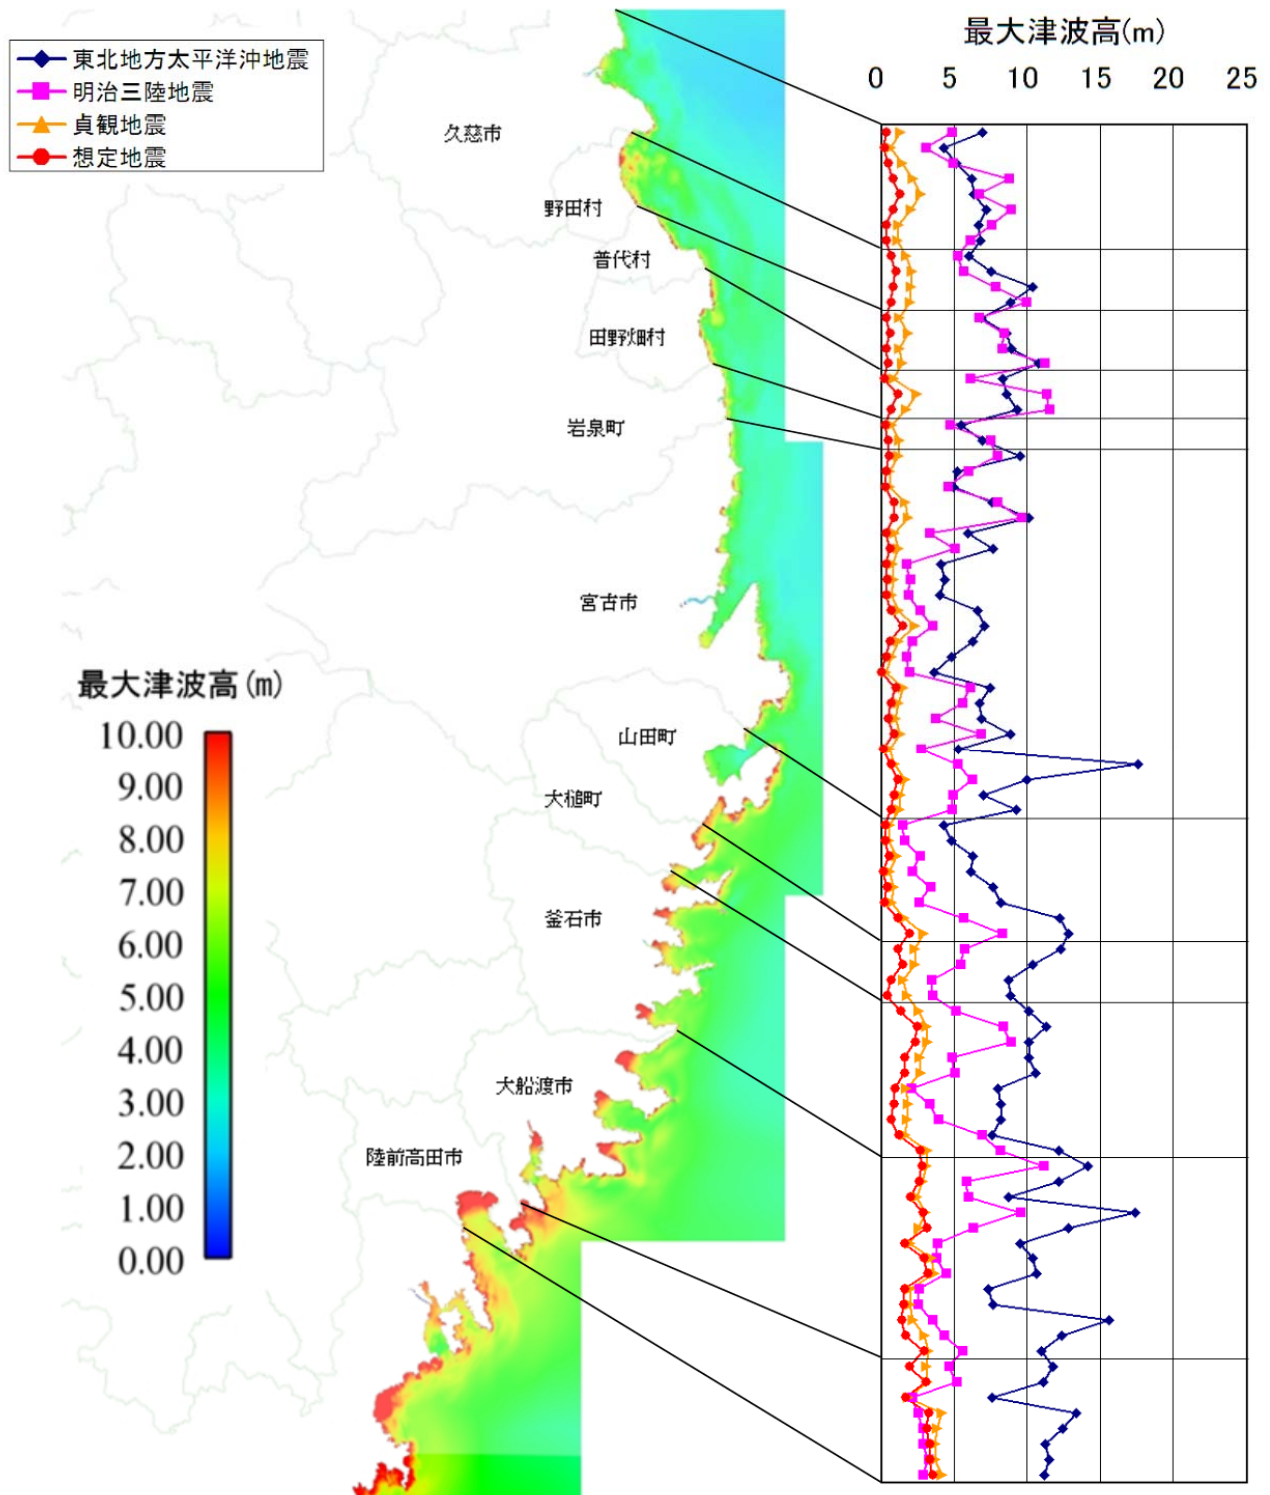 最大津波高(m)
0 5 10 15 20 25
東北地方太平洋沖地震
明治三陸地震
貞観地震
想定地震
久慈市
野田村
普代村
田野畑村
岩泉町
宮古市
山田町
大槌町
釜石市
大船渡市
陸前高田市
最大津波高(m)
10.00
9.00
8.00
7.00
6.00
5.00
4.00
3.00
2.00
1.00
0.00